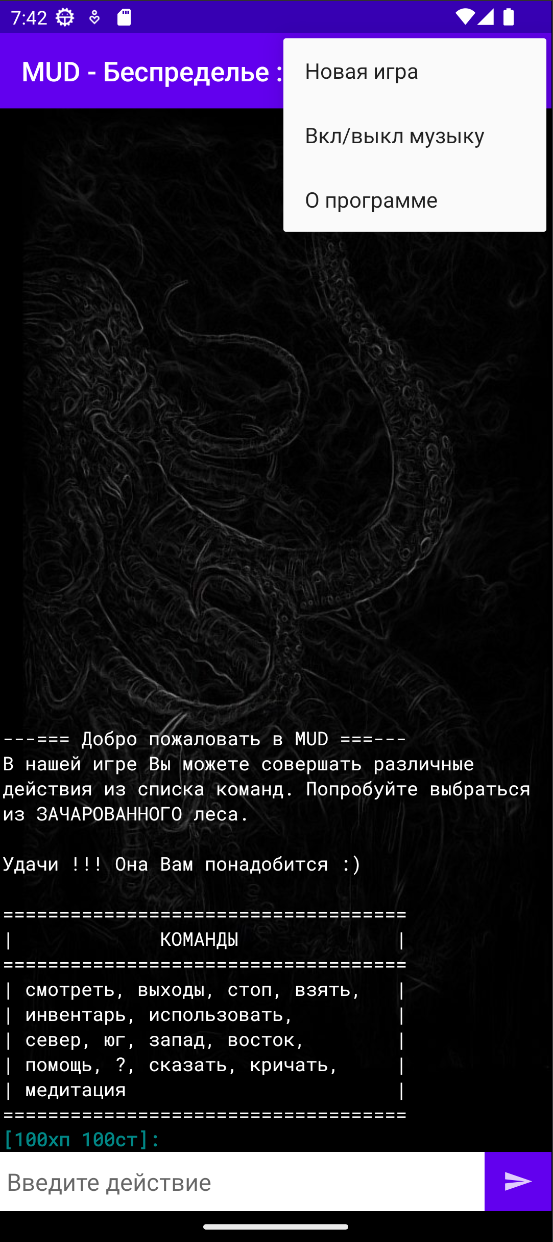 7:42
MUD - Беспределье :
Новая игра
Вкл/выкл музыку
О программе
---=== Добро пожаловать в MUD ===---
В нашей игре Вы можете совершать различные
действия из списка команд. Попробуйте выбраться
из ЗАЧАРОВАННОГО леса.
Удачи !!! Она Вам понадобится :)
====================================
| КОМАНДЫ |
====================================
| смотреть, выходы, стоп, взять, |
| инвентарь, использовать, |
| север, юг, запад, восток, |
| помощь, ?, сказать, кричать, |
| медитация |
====================================
[100хп 100ст]:
Введите действие